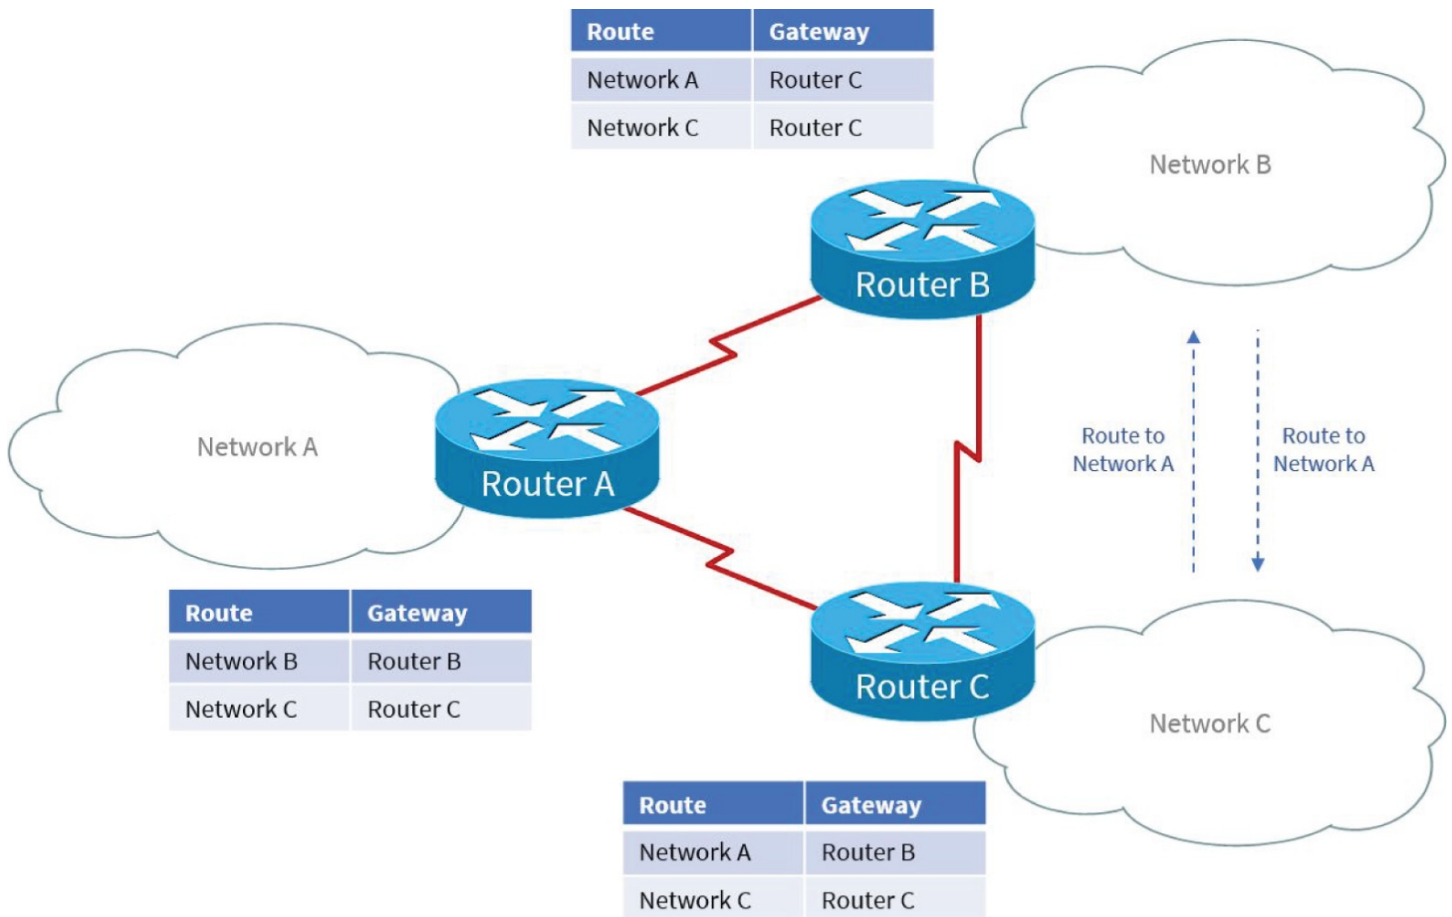 Route Gateway
Network A Router C
Network C Router C
Network B
Router B
Network A
Router A
Route to
Network A
Route to
Network A
Route Gateway
Network B Router B
Network C Router C
Router C
Network C
Route Gateway
Network A Router B
Network C Router C